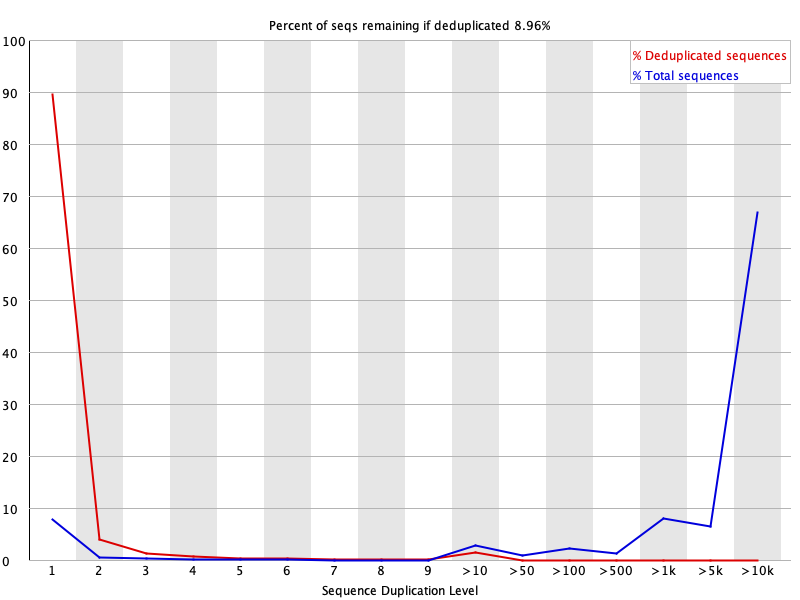 Percent of seqs remaining if deduplicated 8.96%
% Deduplicated sequences
% Total sequences
100
90
80
70
60
50
40
30
20
10
0
1 2 3 4 5 6 7 8 9 >10 >50 >100 >500 >1k >5k >10k
Sequence Duplication Level